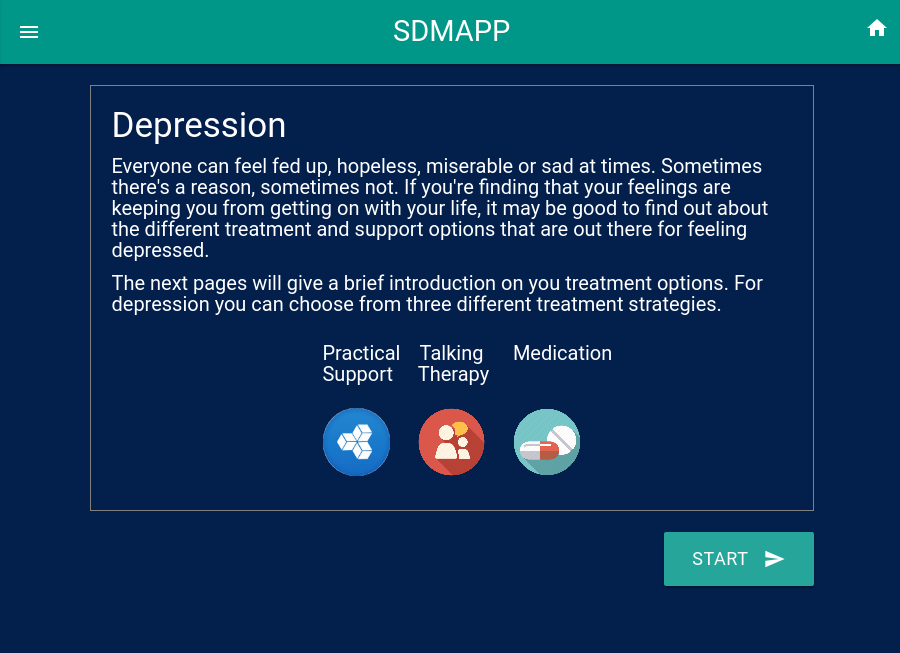 SDMAPP
Depression
Everyone can feel fed up, hopeless, miserable or sad at times. Sometimes
there's a reason, sometimes not. If you're finding that your feelings are
keeping you from getting on with your life, it may be good to find out about
the different treatment and support options that are out there for feeling
depressed.
The next pages will give a brief introduction on you treatment options. For
depression you can choose from three different treatment strategies.
Practical
Support
Talking
Therapy
Medication
START